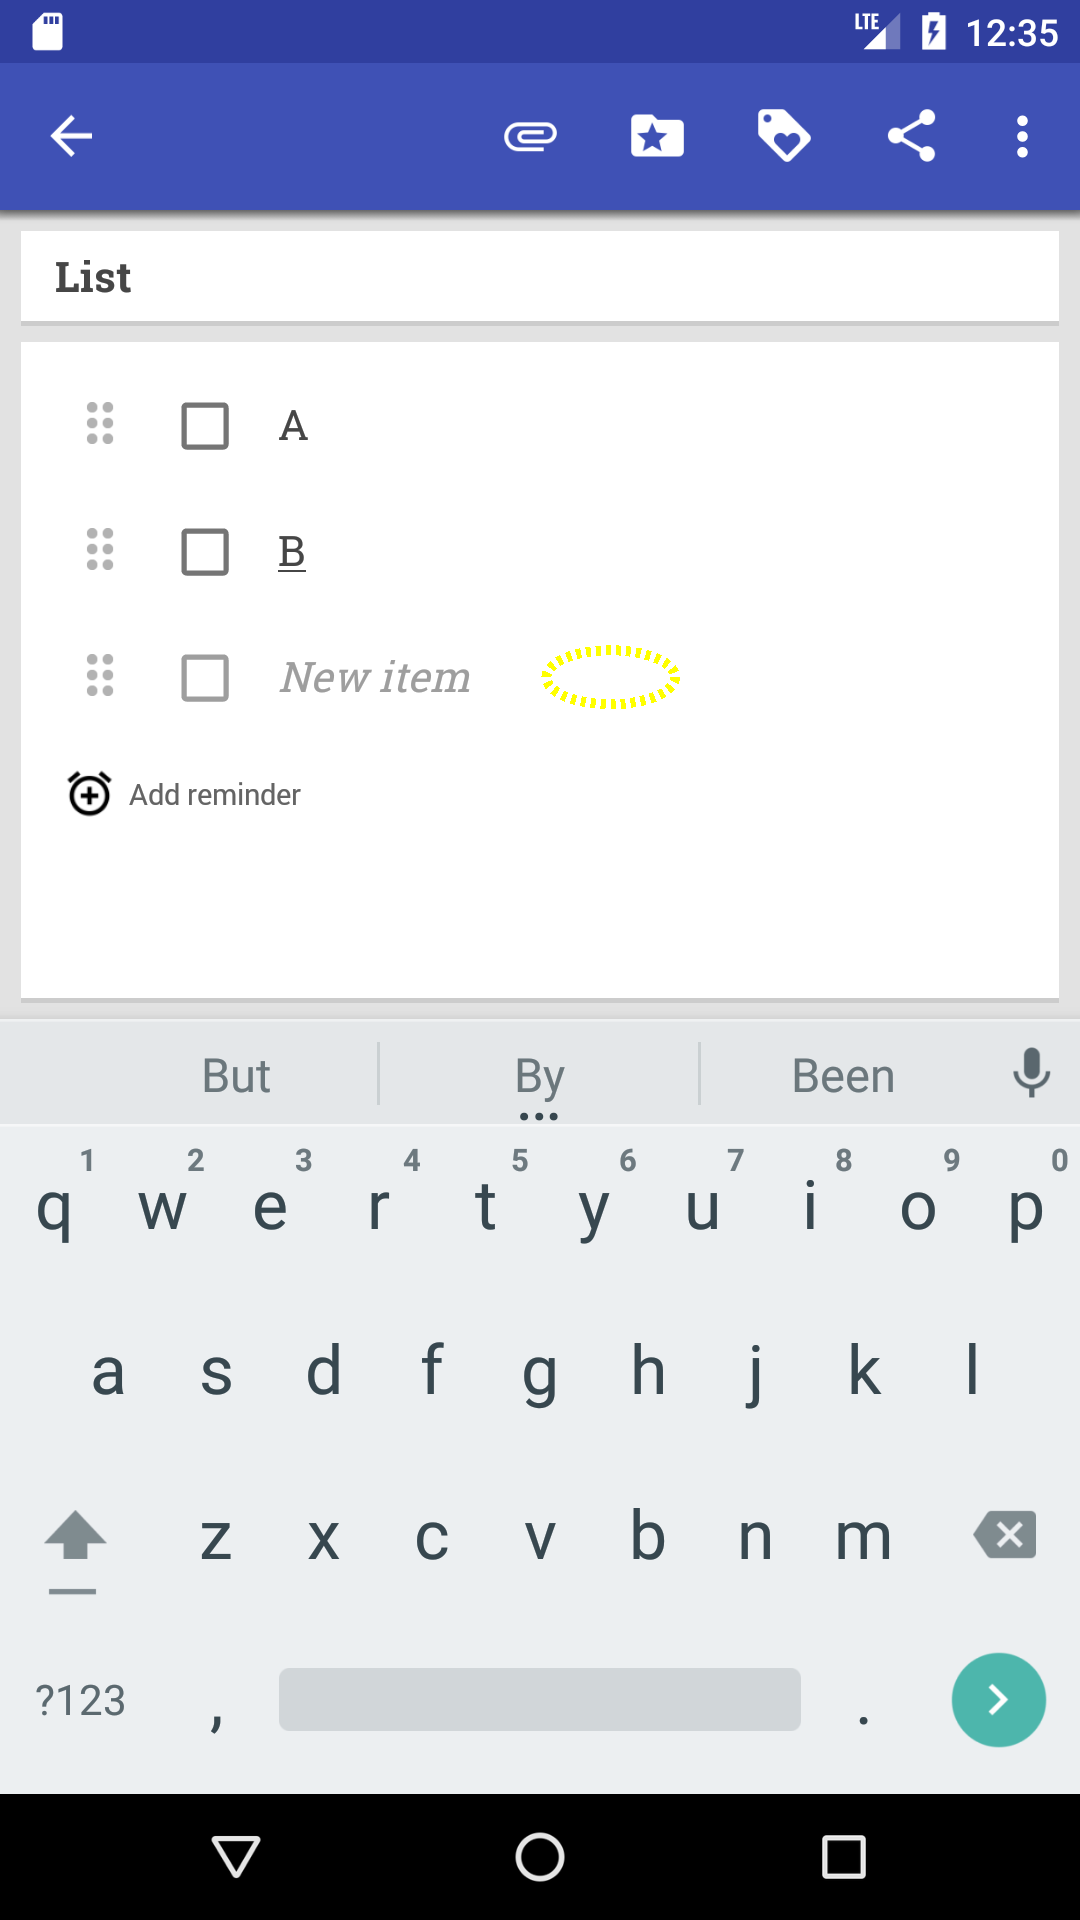 LTE 12:35
List
A
B
New item
Add reminder
But By Been
1 2 3 4 5 6 7 8 9 0
q w e r t y u i o p
a s d f g h j k l
z x c v b n m
?123 , .